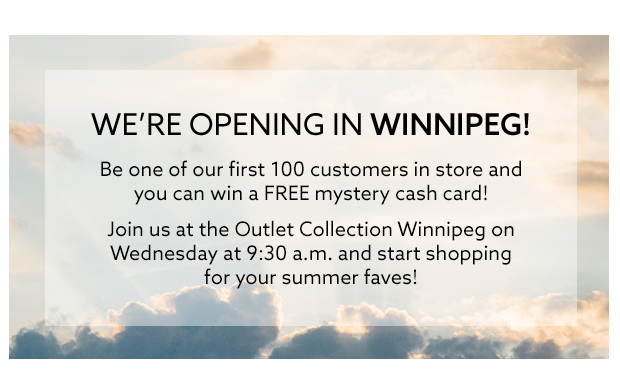 WE'RE OPENING IN WINNIPEG!
Be one of our first 100 customers in store and
you can win a FREE mystery cash card!
Join us at the Outlet Collection Winnipeg on
Wednesday at 9:30 a.m. and start shopping
for your summer faves!